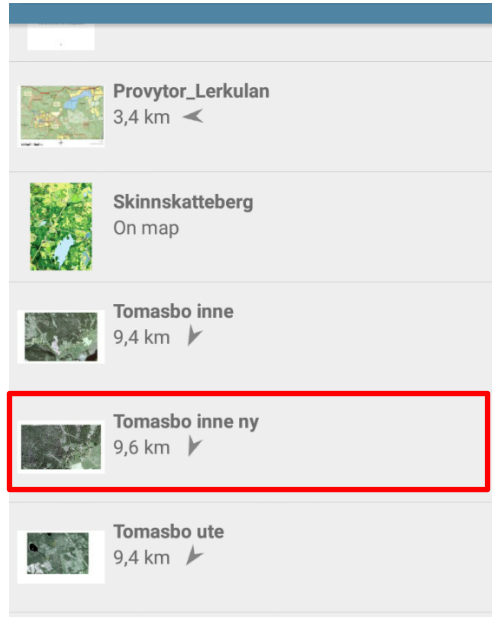 Provytor_Lerkulan
3,4 km
Skinnskatteberg
On map
Tomasbo inne
9,4 km
Tomasbo inne ny
9,6 km
Tomasbo ute
9,4 km